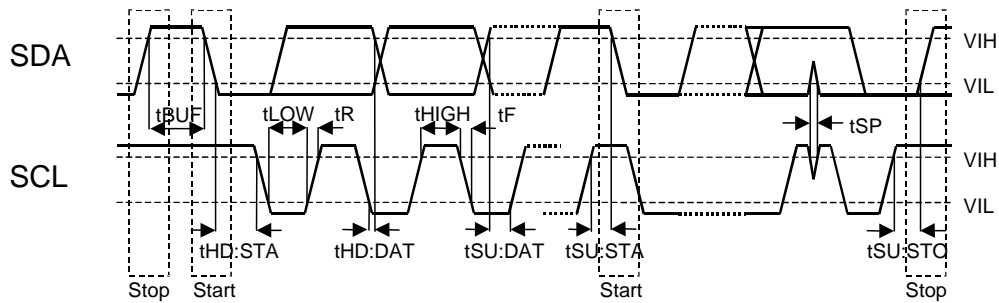 SDA
VIH
VIL
tBUF
tLOW
tR
tHIGH
tF
tSP
SCL
VIH
VIL
tHD:STA
tHD:DAT
tSU:DAT
tSU:STA
tSU:STO
Stop
Start
Start
Stop